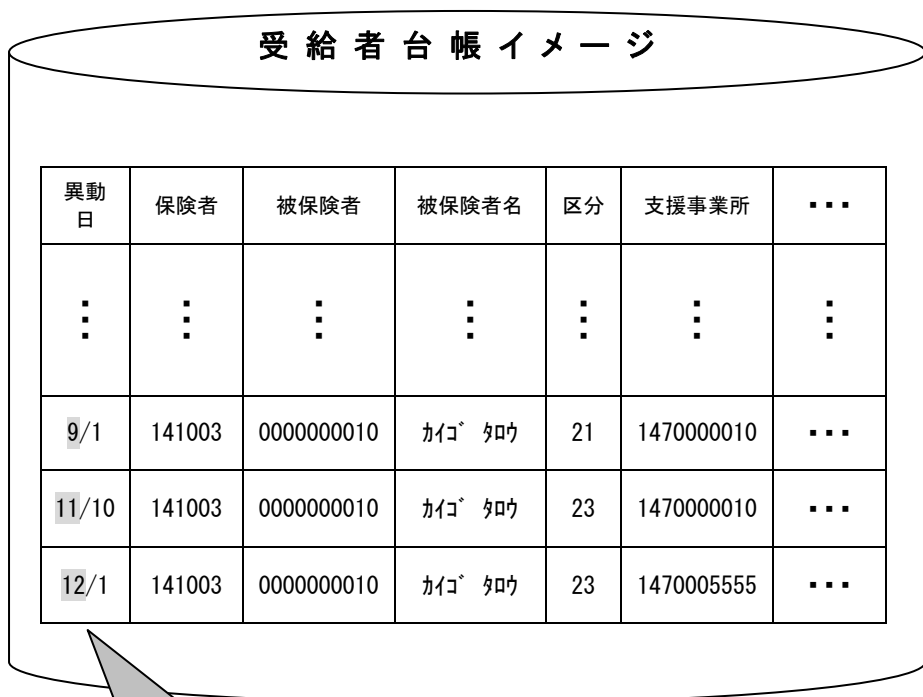 受 給 者 台 帳 イ メ ー ジ
異動日 保険者 被保険者 被保険者名 区分 支援事業所 ・・・
⋮ ⋮ ⋮ ⋮ ⋮ ⋮ ⋮
9/1 141003 0000000010 ｶｲｺﾞ ﾀﾛｳ 21 1470000010 ・・・
11/10 141003 0000000010 ｶｲｺﾞ ﾀﾛｳ 23 1470000010 ・・・
12/1 141003 0000000010 ｶｲｺﾞ ﾀﾛｳ 23 1470005555 ・・・